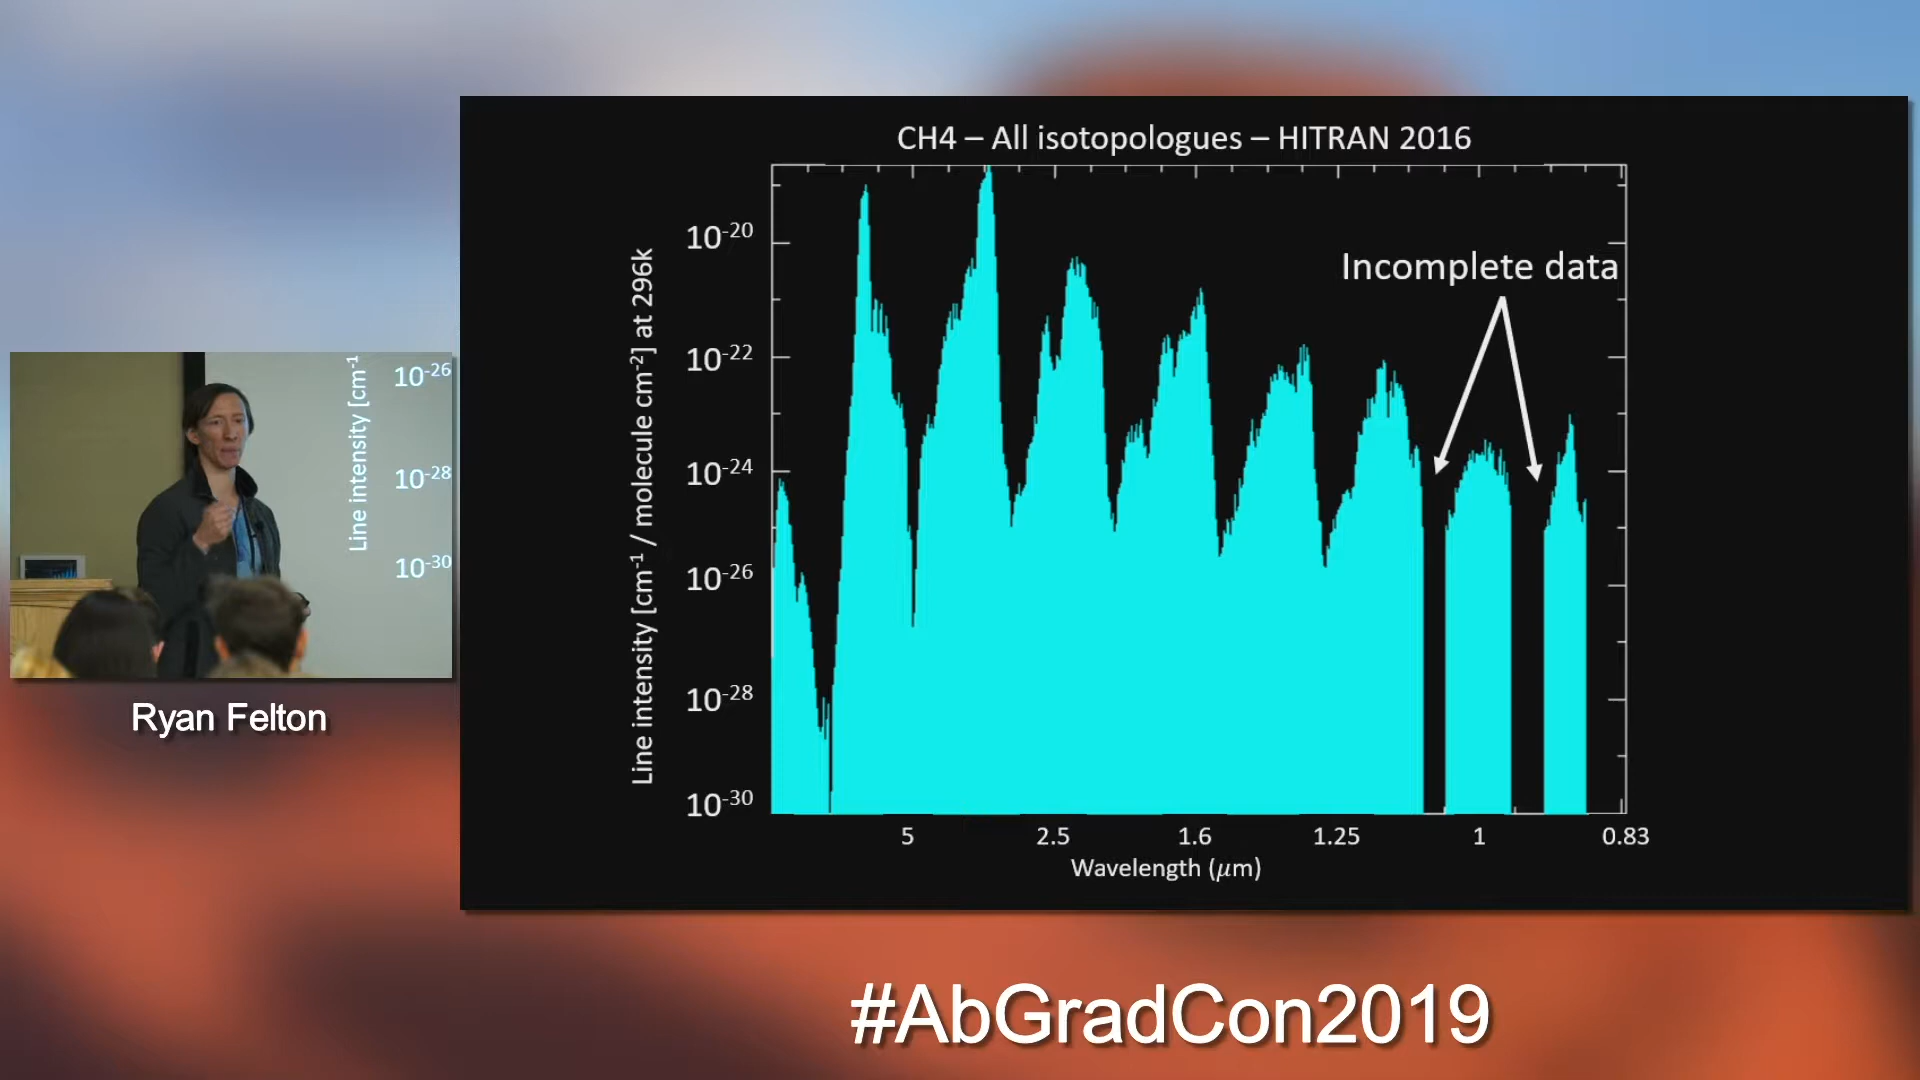 CH4 – All isotopologues – HITRAN 2016
Incomplete data
Line intensity [cm⁻¹ / molecule cm⁻²] at 296k
10⁻²⁰
10⁻²²
10⁻²⁴
10⁻²⁶
10⁻²⁸
10⁻³⁰
5 2.5 1.6 1.25 1 0.83
Wavelength (μm)
Line intensity [cm⁻¹
10⁻²⁶
10⁻²⁸
10⁻³⁰
Ryan Felton
#AbGradCon2019